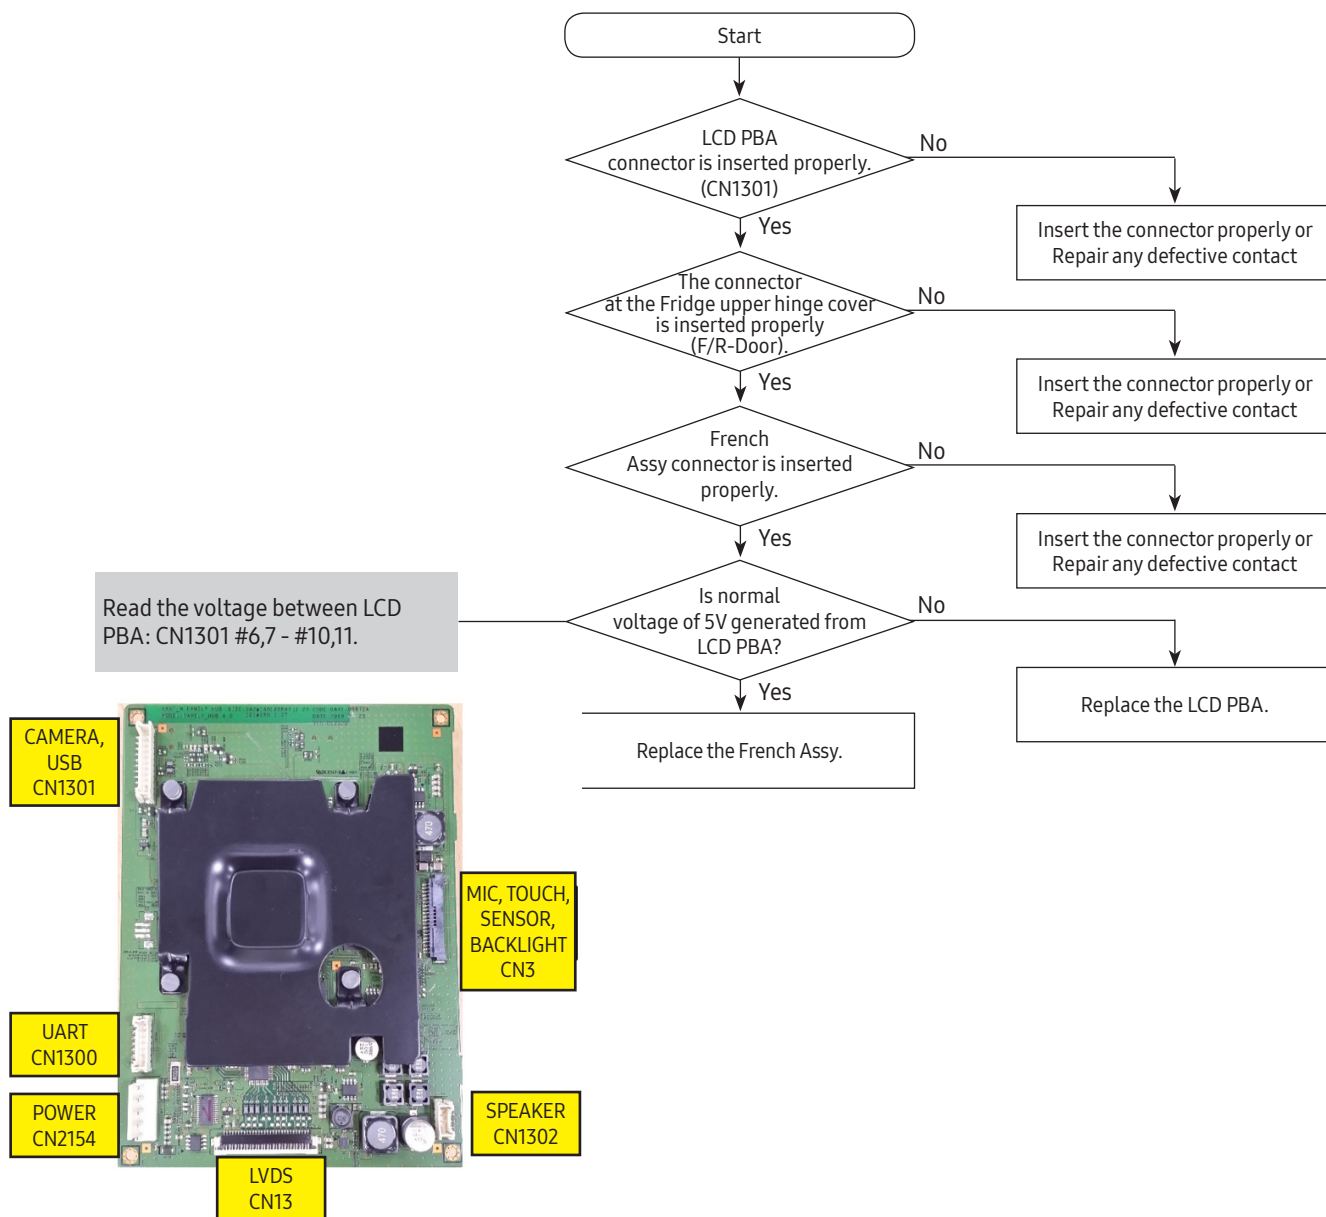 Start
LCD PBA
connector is inserted properly.
(CN1301)
No
Insert the connector properly or
Repair any defective contact
Yes
The connector
at the Fridge upper hinge cover
is inserted properly
(F/R-Door).
No
Insert the connector properly or
Repair any defective contact
Yes
French
Assy connector is inserted
properly.
No
Insert the connector properly or
Repair any defective contact
Yes
Read the voltage between LCD
PBA: CN1301 #6,7 - #10,11.
Is normal
voltage of 5V generated from
LCD PBA?
No
Replace the LCD PBA.
Yes
Replace the French Assy.
CAMERA,
USB
CN1301
470
MIC, TOUCH,
SENSOR,
BACKLIGHT
CN3
UART
CN1300
POWER
CN2154
470
SPEAKER
CN1302
LVDS
CN13